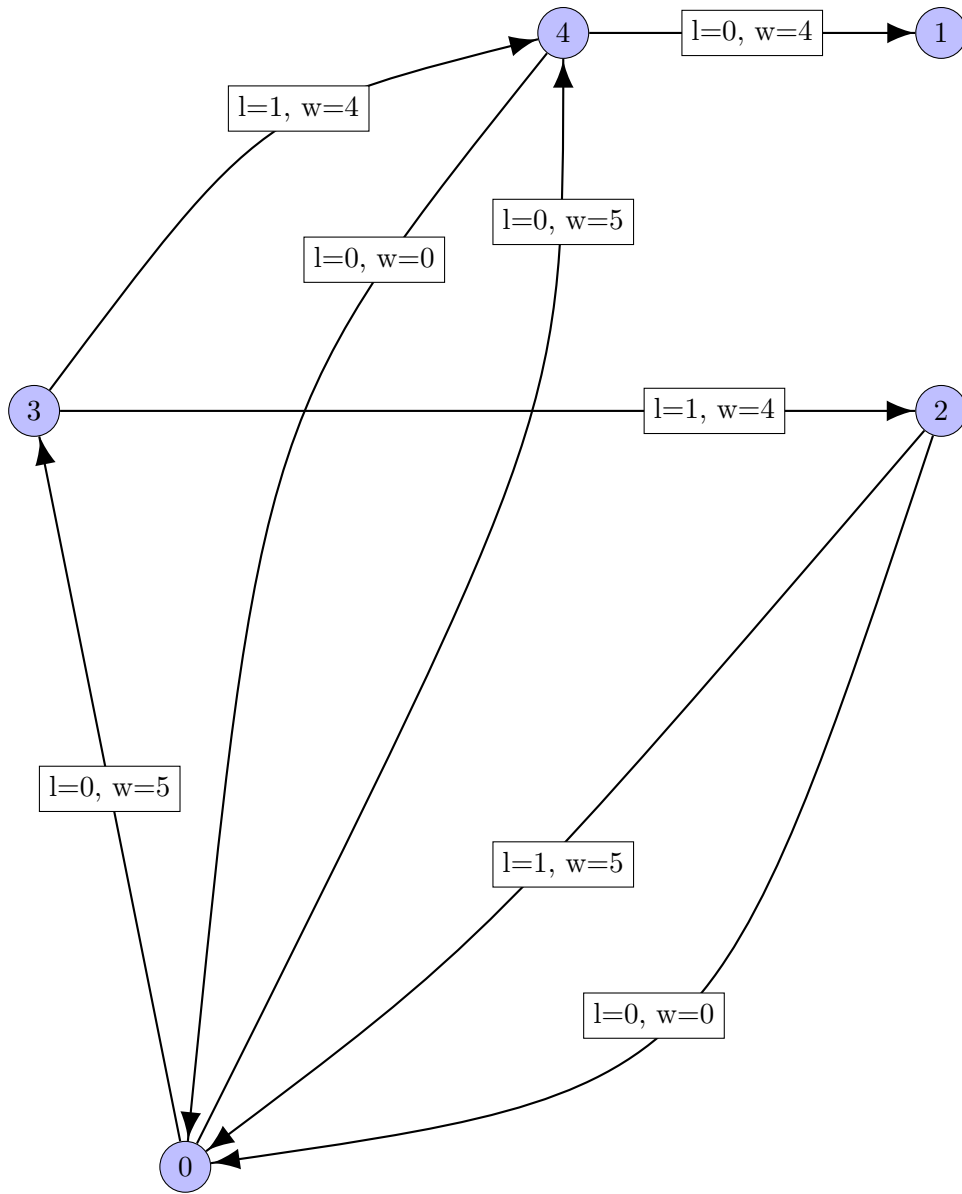 4
l=0, w=4
1
l=1, w=4
l=0, w=5
l=0, w=0
3
l=1, w=4
2
l=0, w=5
l=1, w=5
l=0, w=0
0